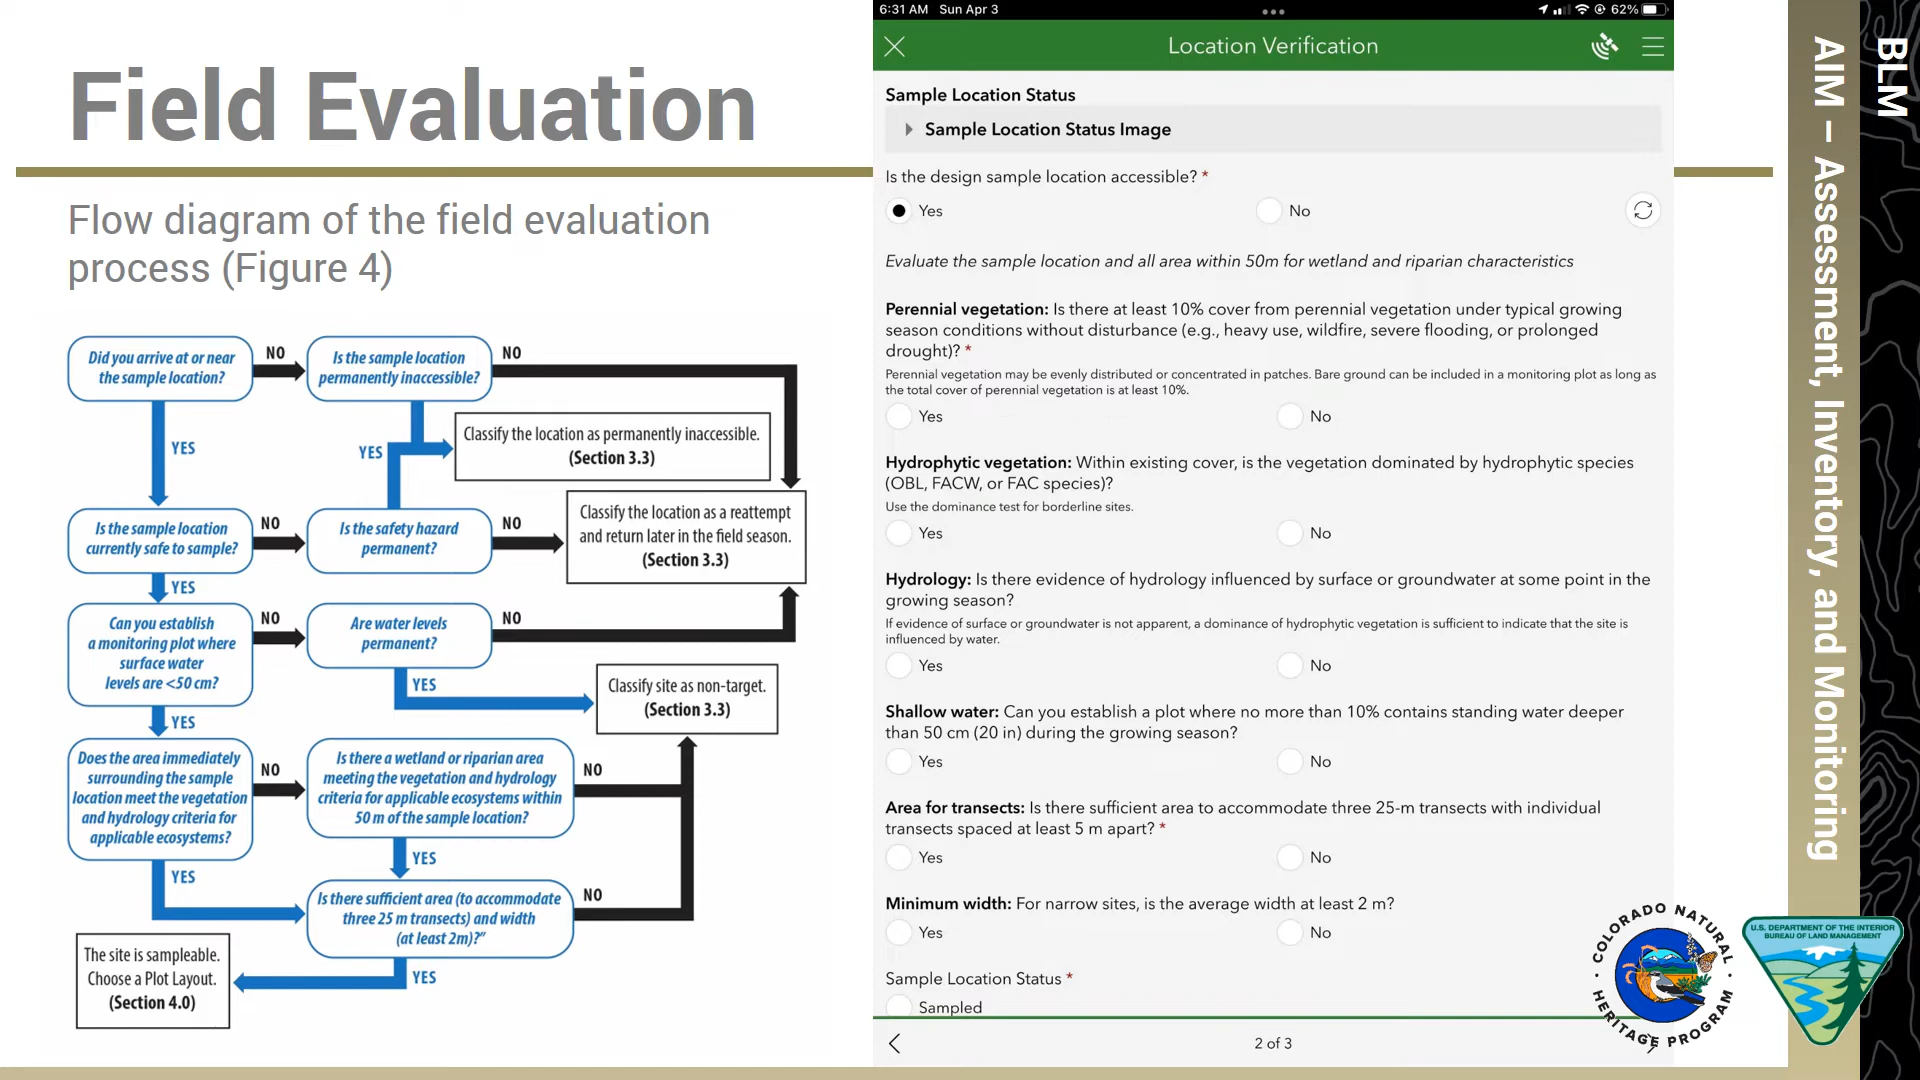 Field Evaluation
Flow diagram of the field evaluation
process (Figure 4)
Did you arrive at or near
the sample location?
NO
Is the sample location
permanently inaccessible?
NO
YES
YES
Classify the location as permanently inaccessible.
(Section 3.3)
Is the sample location
currently safe to sample?
NO
Is the safety hazard
permanent?
NO
Classify the location as a reattempt
and return later in the field season.
(Section 3.3)
YES
Can you establish
a monitoring plot where
surface water
levels are <50 cm?
NO
Are water levels
permanent?
NO
YES
YES
Classify site as non-target.
(Section 3.3)
Does the area immediately
surrounding the sample
location meet the vegetation
and hydrology criteria for
applicable ecosystems?
NO
Is there a wetland or riparian area
meeting the vegetation and hydrology
criteria for applicable ecosystems within
50 m of the sample location?
NO
YES
YES
Is there sufficient area (to accommodate
three 25 m transects) and width
(at least 2m)?"
NO
YES
The site is sampleable.
Choose a Plot Layout.
(Section 4.0)
6:31 AM Sun Apr 3
62%
Location Verification
Sample Location Status
Sample Location Status Image
Is the design sample location accessible? *
Yes No
Evaluate the sample location and all area within 50m for wetland and riparian characteristics
Perennial vegetation: Is there at least 10% cover from perennial vegetation under typical growing
season conditions without disturbance (e.g., heavy use, wildfire, severe flooding, or prolonged
drought)? *
Perennial vegetation may be evenly distributed or concentrated in patches. Bare ground can be included in a monitoring plot as long as
the total cover of perennial vegetation is at least 10%.
Yes No
Hydrophytic vegetation: Within existing cover, is the vegetation dominated by hydrophytic species
(OBL, FACW, or FAC species)?
Use the dominance test for borderline sites.
Yes No
Hydrology: Is there evidence of hydrology influenced by surface or groundwater at some point in the
growing season?
If evidence of surface or groundwater is not apparent, a dominance of hydrophytic vegetation is sufficient to indicate that the site is
influenced by water.
Yes No
Shallow water: Can you establish a plot where no more than 10% contains standing water deeper
than 50 cm (20 in) during the growing season?
Yes No
Area for transects: Is there sufficient area to accommodate three 25-m transects with individual
transects spaced at least 5 m apart? *
Yes No
Minimum width: For narrow sites, is the average width at least 2 m?
Yes No
Sample Location Status *
Sampled
2 of 3
BLM
AIM – Assessment, Inventory, and Monitoring
COLORADO NATURAL
HERITAGE PROGRAM
U.S. DEPARTMENT OF THE INTERIOR
BUREAU OF LAND MANAGEMENT